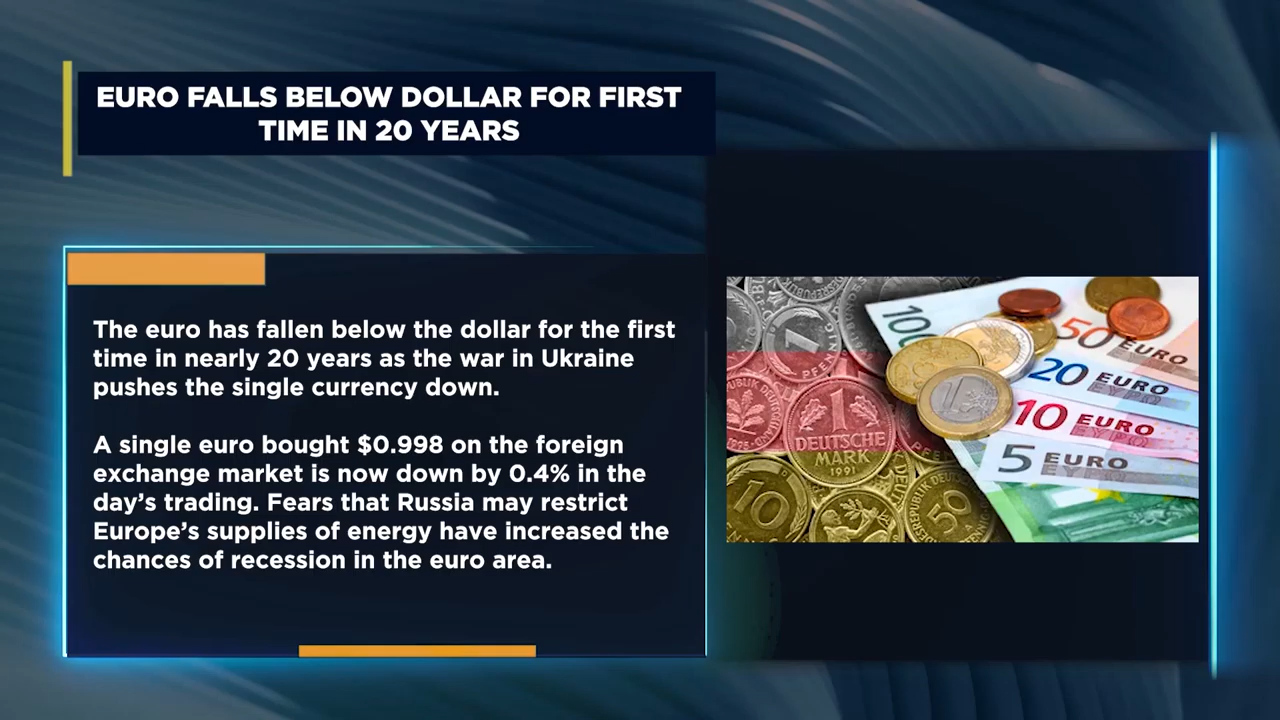 EURO FALLS BELOW DOLLAR FOR FIRST
TIME IN 20 YEARS
The euro has fallen below the dollar for the first
time in nearly 20 years as the war in Ukraine
pushes the single currency down.
A single euro bought $0.998 on the foreign
exchange market is now down by 0.4% in the
day’s trading. Fears that Russia may restrict
Europe’s supplies of energy have increased the
chances of recession in the euro area.
100
50 EURO
20 EURO
10 EURO
5 EURO
1
PFENNIG
1
DEUTSCHE
MARK
1991
10
50